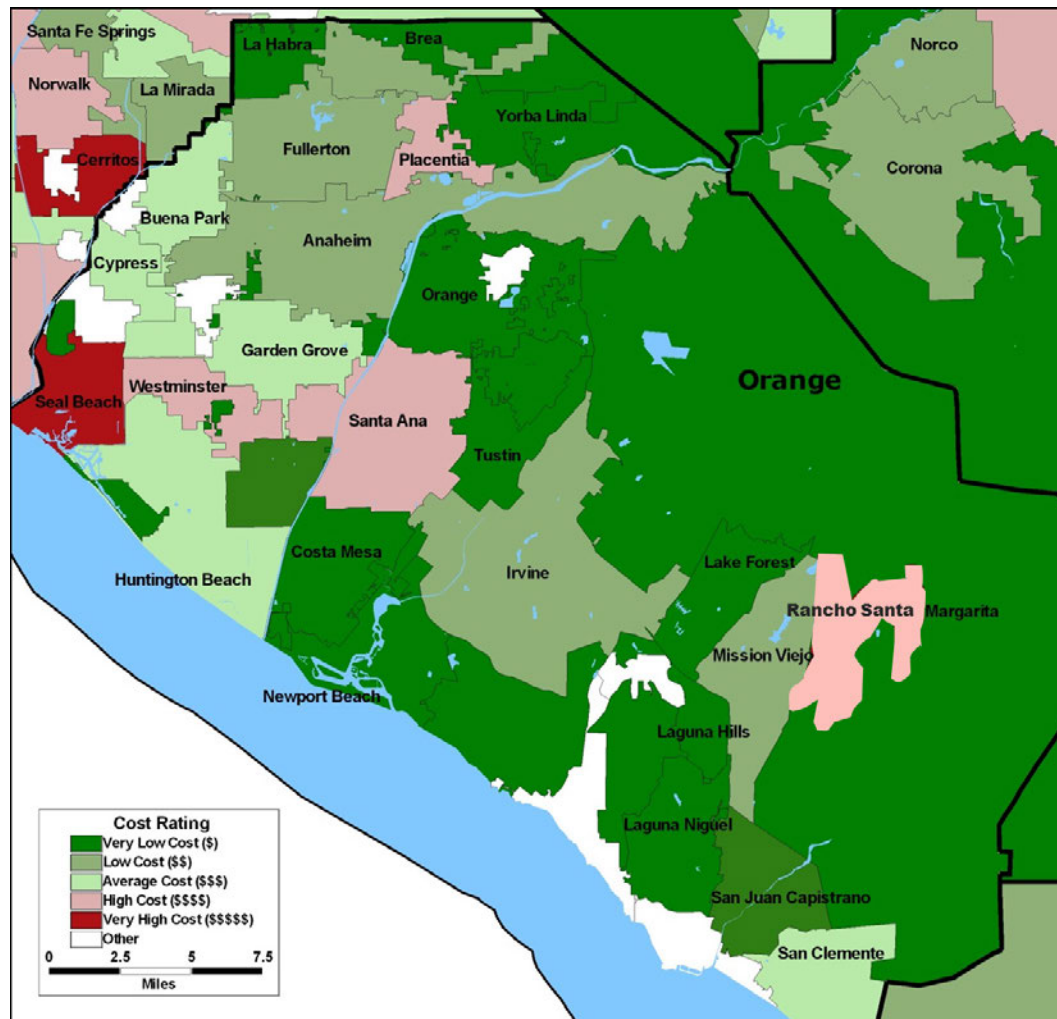 Santa Fe Springs
La Habra
Brea
Norco
Norwalk
La Mirada
Yorba Linda
Cerritos
Fullerton
Placentia
Corona
Buena Park
Anaheim
Cypress
Orange
Garden Grove
Orange
Westminster
Seal Beach
Santa Ana
Tustin
Costa Mesa
Lake Forest
Huntington Beach
Irvine
Rancho Santa Margarita
Mission Viejo
Newport Beach
Laguna Hills
Laguna Niguel
San Juan Capistrano
San Clemente
Cost Rating
Very Low Cost ($)
Low Cost ($$)
Average Cost ($$$)
High Cost ($$$$)
Very High Cost ($$$$$)
Other
0 2.5 5 7.5
Miles